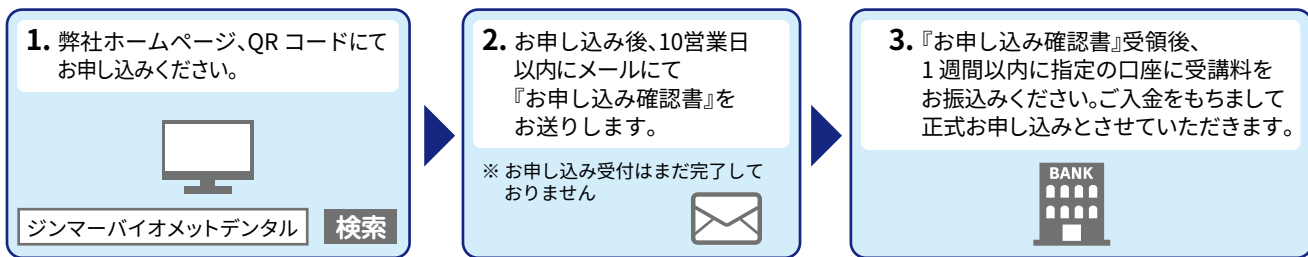 1. 弊社ホームページ、QR コードにて
お申し込みください。
ジンマーバイオメットデンタル 検索
2. お申し込み後、10営業日
以内にメールにて
『お申し込み確認書』を
お送りします。
※ お申し込み受付はまだ完了して
おりません
3. 『お申し込み確認書』受領後、
1 週間以内に指定の口座に受講料を
お振込みください。ご入金をもちまして
正式お申し込みとさせていただきます。
BANK